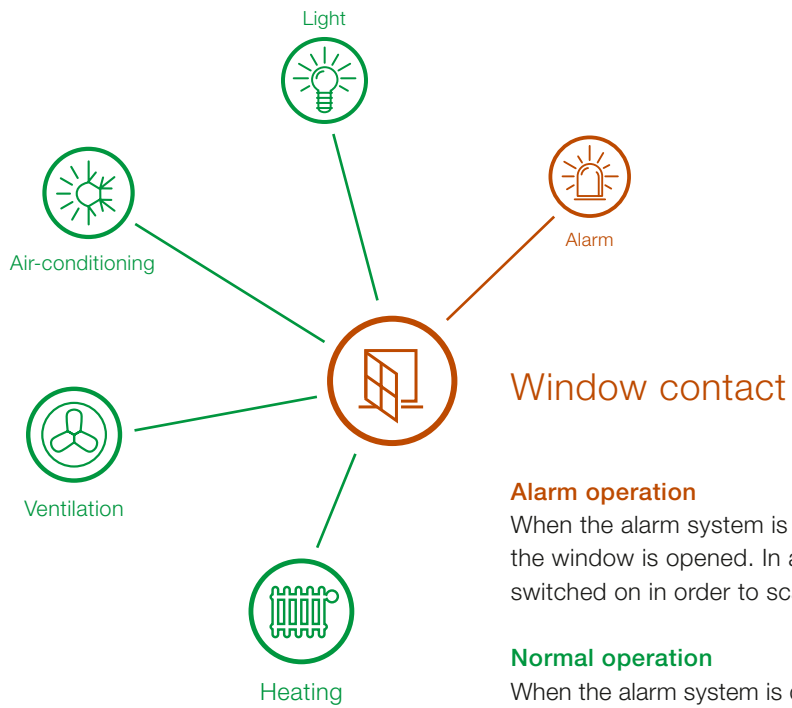 Light
Alarm
Air-conditioning
Window contact
Ventilation
Heating
Alarm operation
When the alarm system is
the window is opened. In
switched on in order to
Normal operation
When the alarm system is